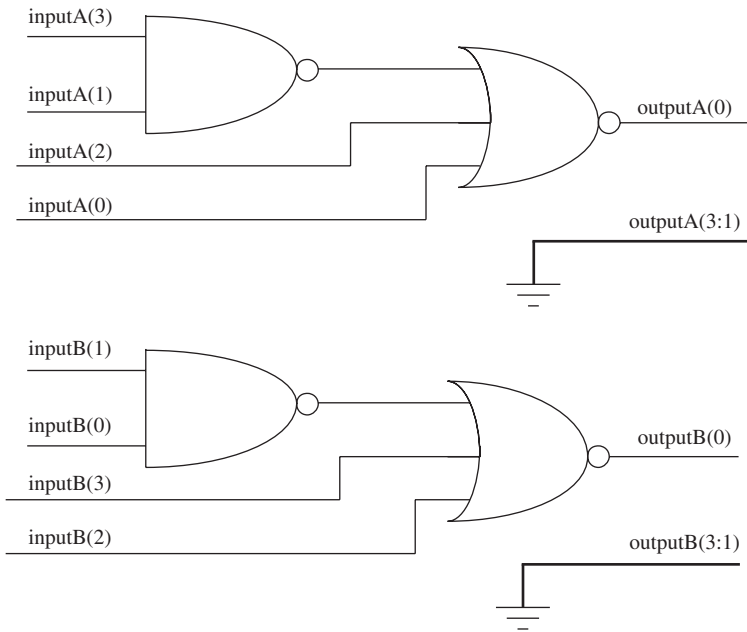 inputA(3)
inputA(1)
outputA(0)
inputA(2)
inputA(0)
outputA(3:1)
inputB(1)
inputB(0)
outputB(0)
inputB(3)
inputB(2)
outputB(3:1)